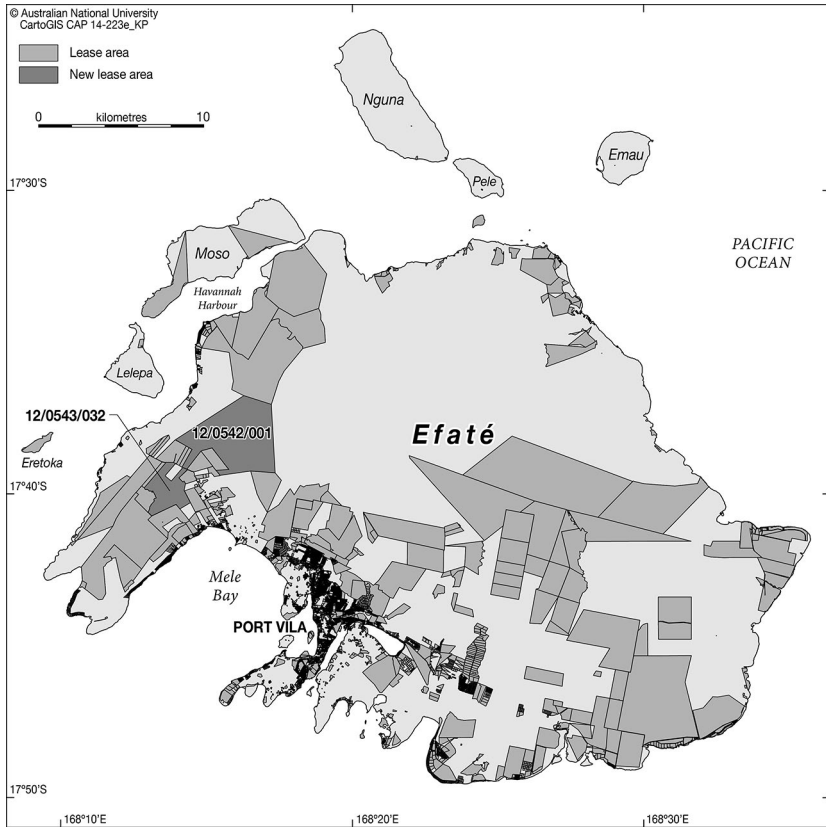 © Australian National University
CartoGIS CAP 14-223e_KP
Lease area
New lease area
0 kilometres 10
Nguna
Emau
Pele
17°30'S
Moso
PACIFIC
OCEAN
Havannah
Harbour
Lelepa
12/0543/032
12/0542/001
Efaté
Eretoka
17°40'S
Mele
Bay
PORT VILA
17°50'S
168°10'E
168°20'E
168°30'E